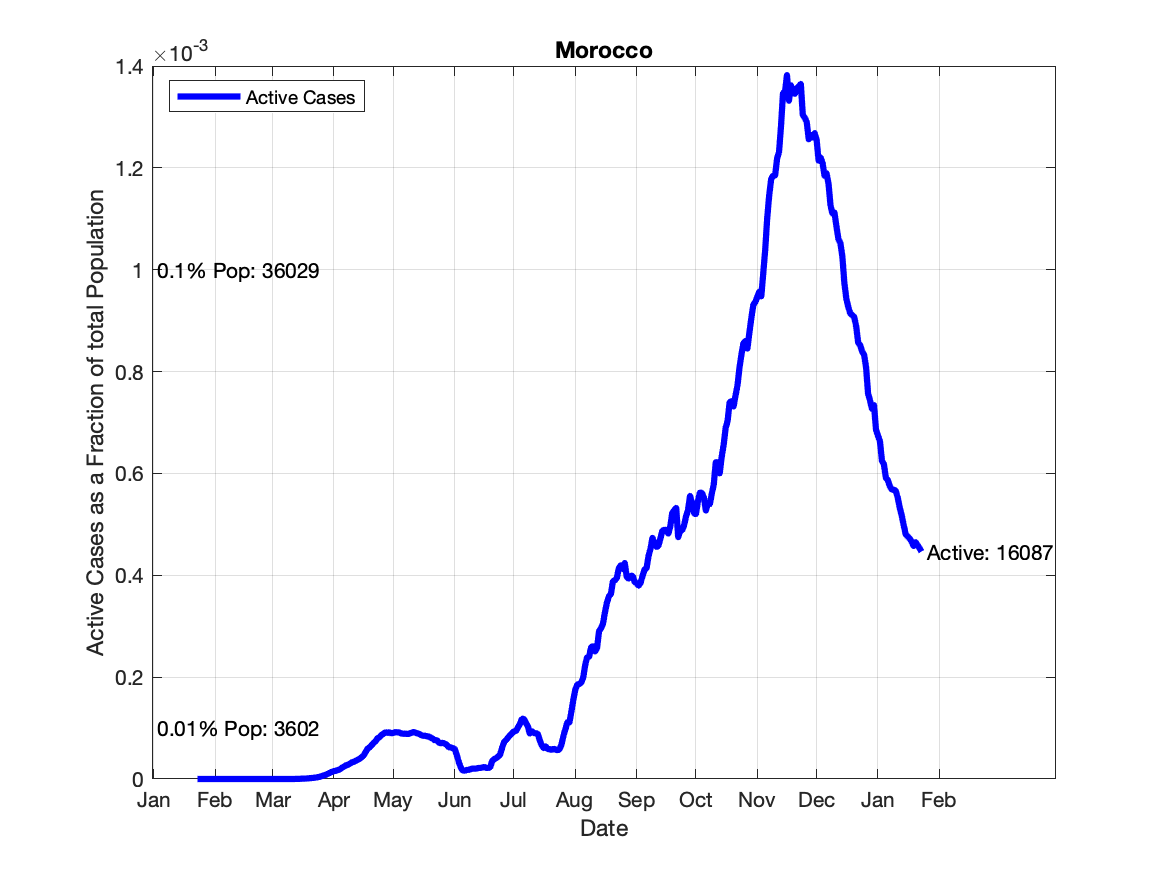 Morocco
×10-3
Active Cases
1.4
1.2
1
0.8
0.6
0.4
0.2
0
0.1% Pop: 36029
0.01% Pop: 3602
Active: 16087
Active Cases as a Fraction of total Population
Jan Feb Mar Apr May Jun Jul Aug Sep Oct Nov Dec Jan Feb
Date